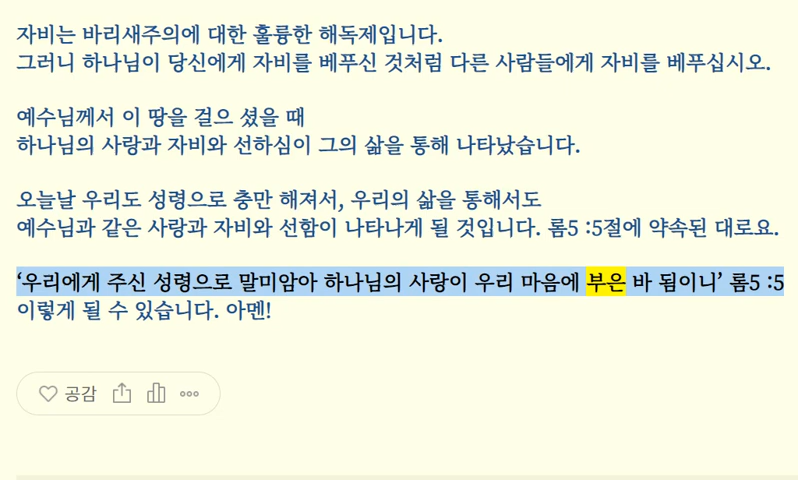 자비는 바리새주의에 대한 훌륭한 해독제입니다.
그러니 하나님이 당신에게 자비를 베푸신 것처럼 다른 사람들에게 자비를 베푸십시오.
예수님께서 이 땅을 걸으 셨을 때
하나님의 사랑과 자비와 선하심이 그의 삶을 통해 나타났습니다.
오늘날 우리도 성령으로 충만 해져서, 우리의 삶을 통해서도
예수님과 같은 사랑과 자비와 선함이 나타나게 될 것입니다. 롬5 :5절에 약속된 대로요.
‘우리에게 주신 성령으로 말미암아 하나님의 사랑이 우리 마음에 부은 바 됨이니’ 롬5 :5
이렇게 될 수 있습니다. 아멘!
공감